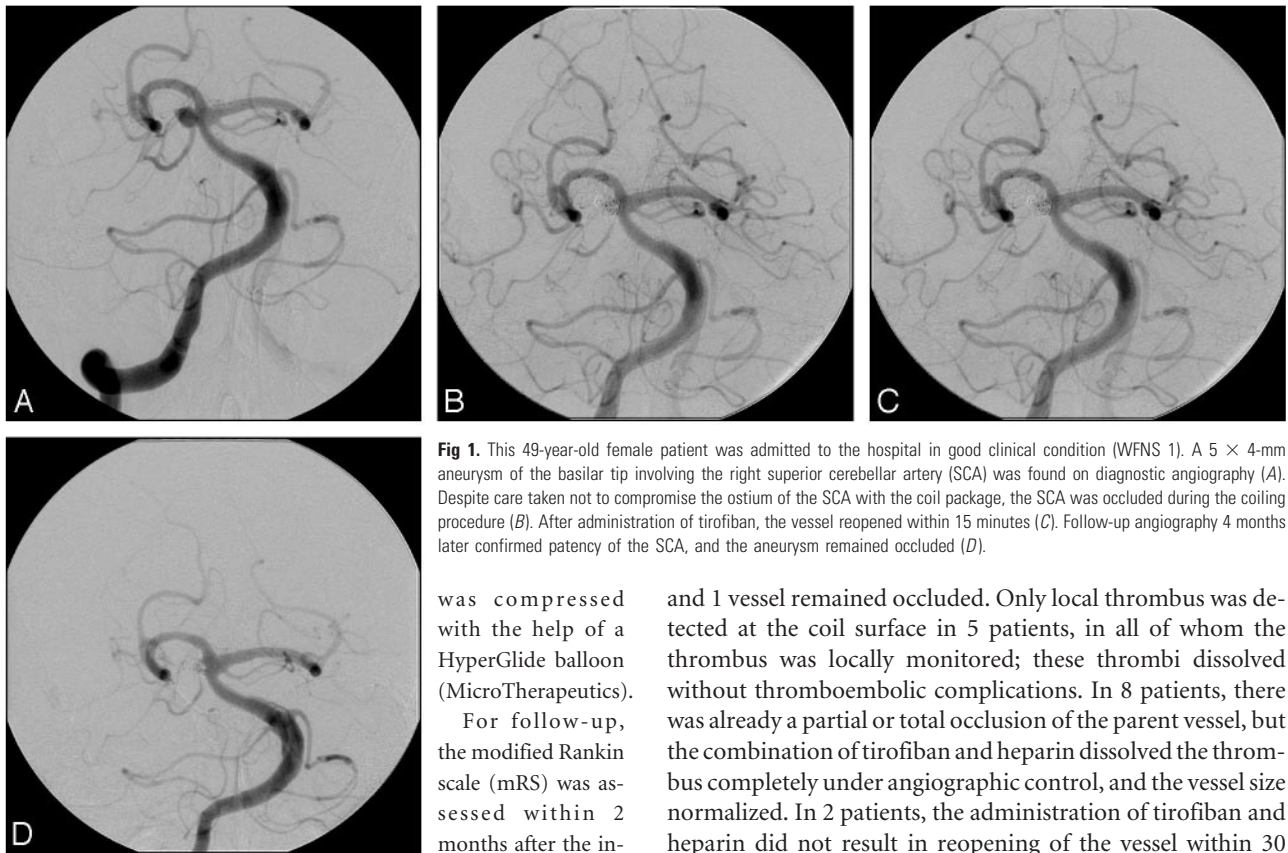 A
B
C
D
Fig 1. This 49-year-old female patient was admitted to the hospital in good clinical condition (WFNS 1). A 5 × 4-mm
aneurysm of the basilar tip involving the right superior cerebellar artery (SCA) was found on diagnostic angiography (A).
Despite care taken not to compromise the ostium of the SCA with the coil package, the SCA was occluded during the coiling
procedure (B). After administration of tirofiban, the vessel reopened within 15 minutes (C). Follow-up angiography 4 months
later confirmed patency of the SCA, and the aneurysm remained occluded (D).
was compressed
with the help of a
HyperGlide balloon
(MicroTherapeutics).
For follow-up,
the modified Rankin
scale (mRS) was as-
sessed within 2
months after the in-
and 1 vessel remained occluded. Only local thrombus was de-
tected at the coil surface in 5 patients, in all of whom the
thrombus was locally monitored; these thrombi dissolved
without thromboembolic complications. In 8 patients, there
was already a partial or total occlusion of the parent vessel, but
the combination of tirofiban and heparin dissolved the throm-
bus completely under angiographic control, and the vessel size
normalized. In 2 patients, the administration of tirofiban and
heparin did not result in reopening of the vessel within 30